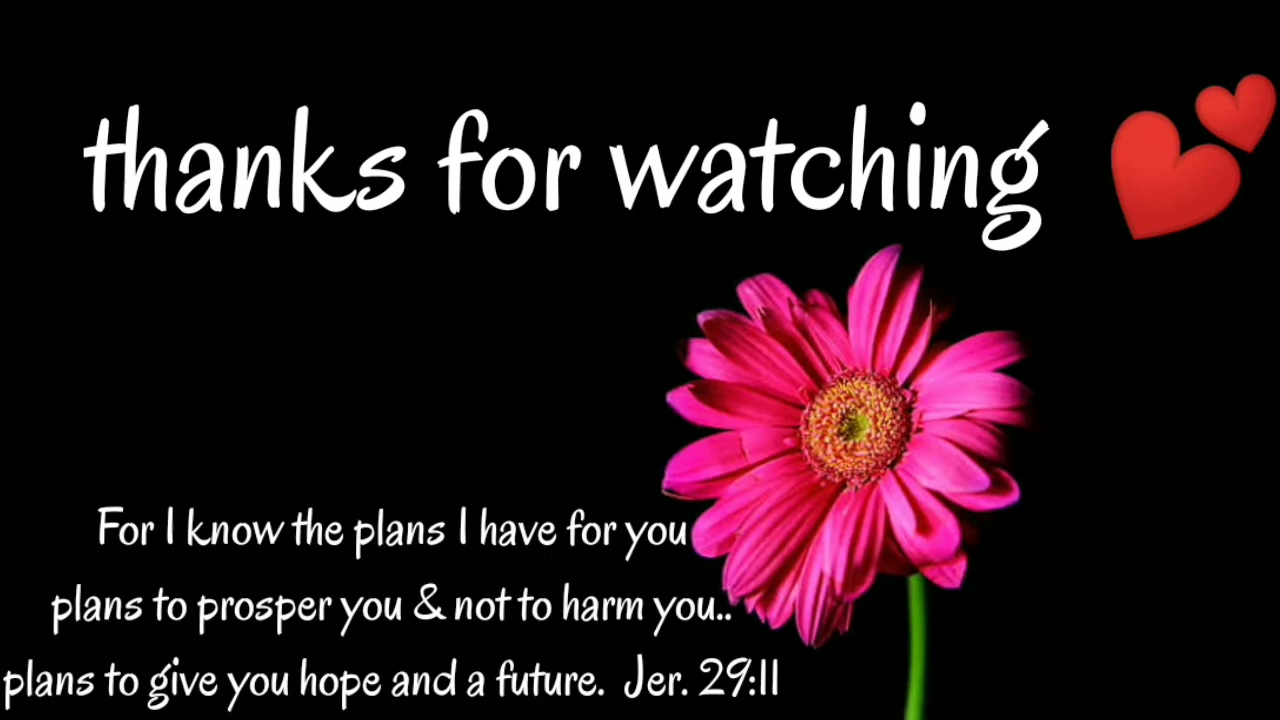 thanks for watching 💕
For I know the plans I have for you
plans to prosper you & not to harm you..
plans to give you hope and a future. Jer. 29:11